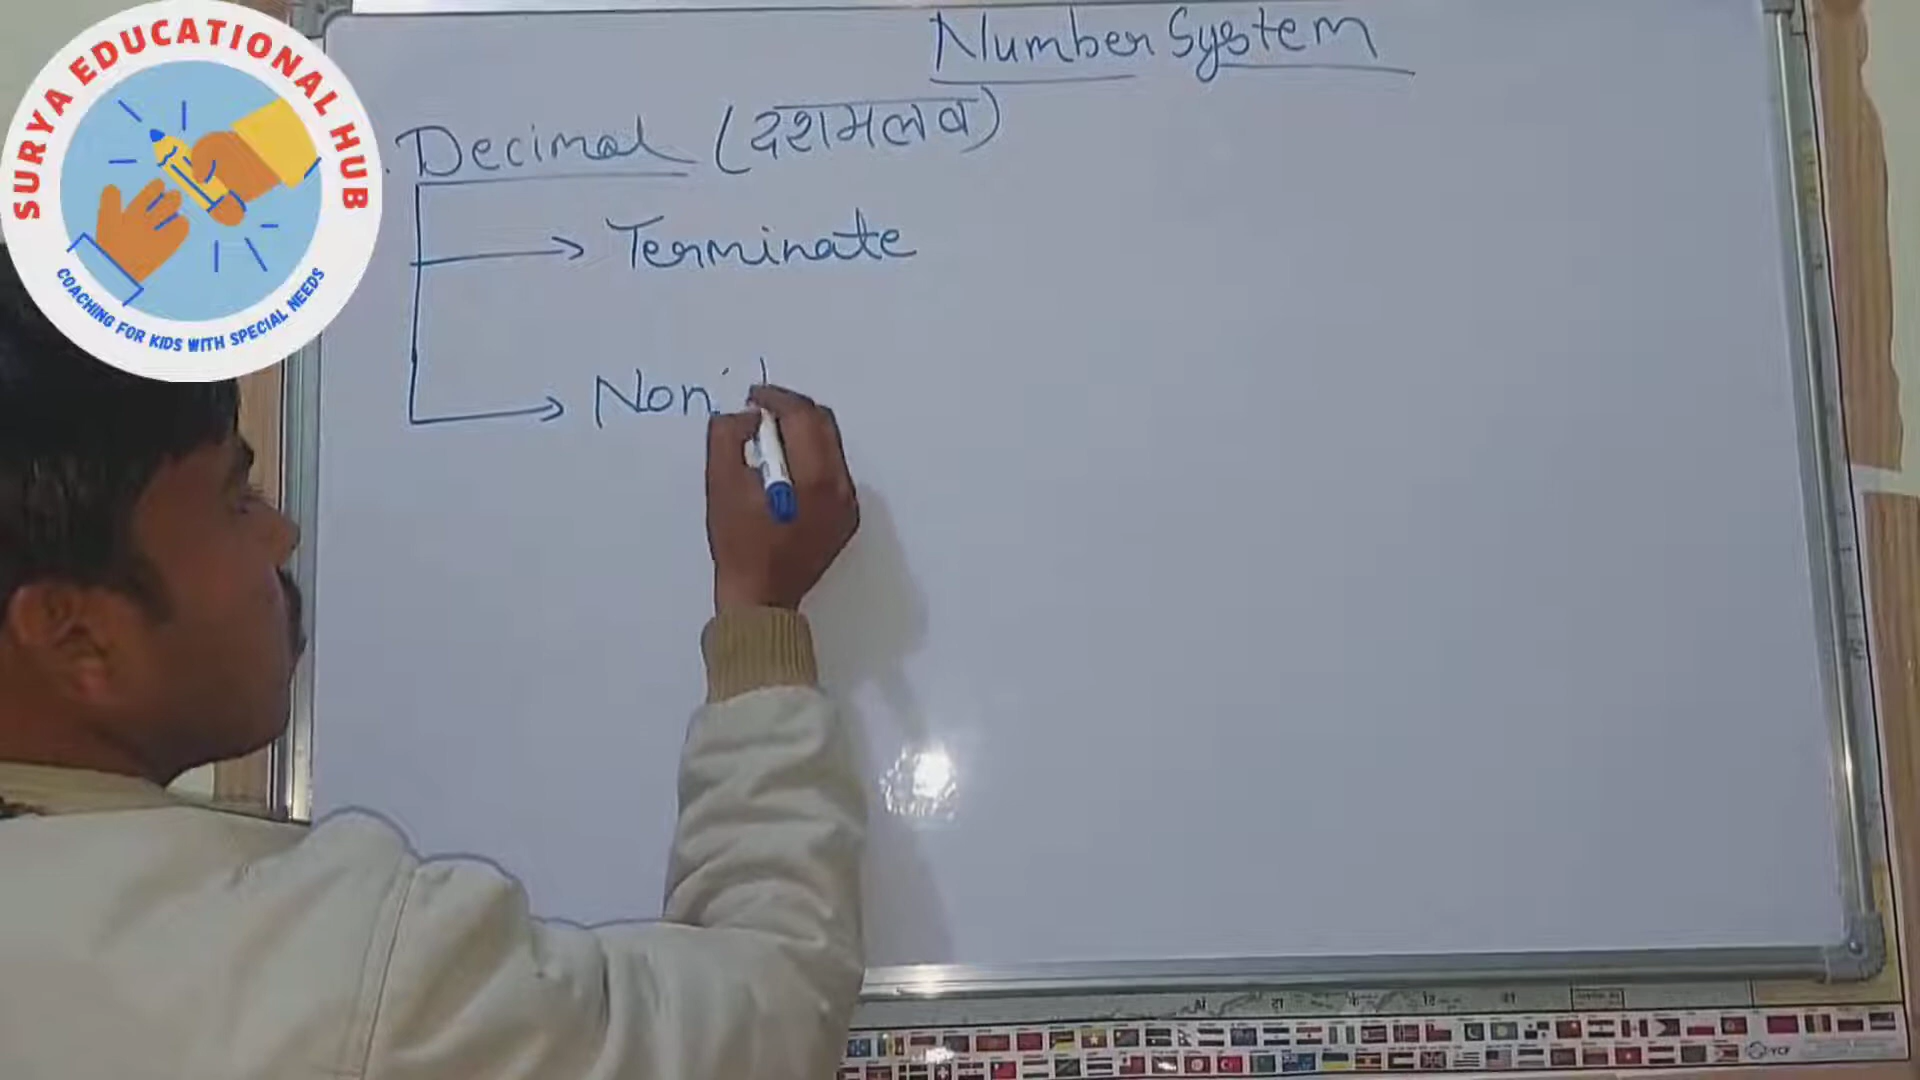 SURYA EDUCATIONAL HUB
COACHING FOR KIDS WITH SPECIAL NEEDS
Number System
Decimal (दशमलव)
Terminate
Non